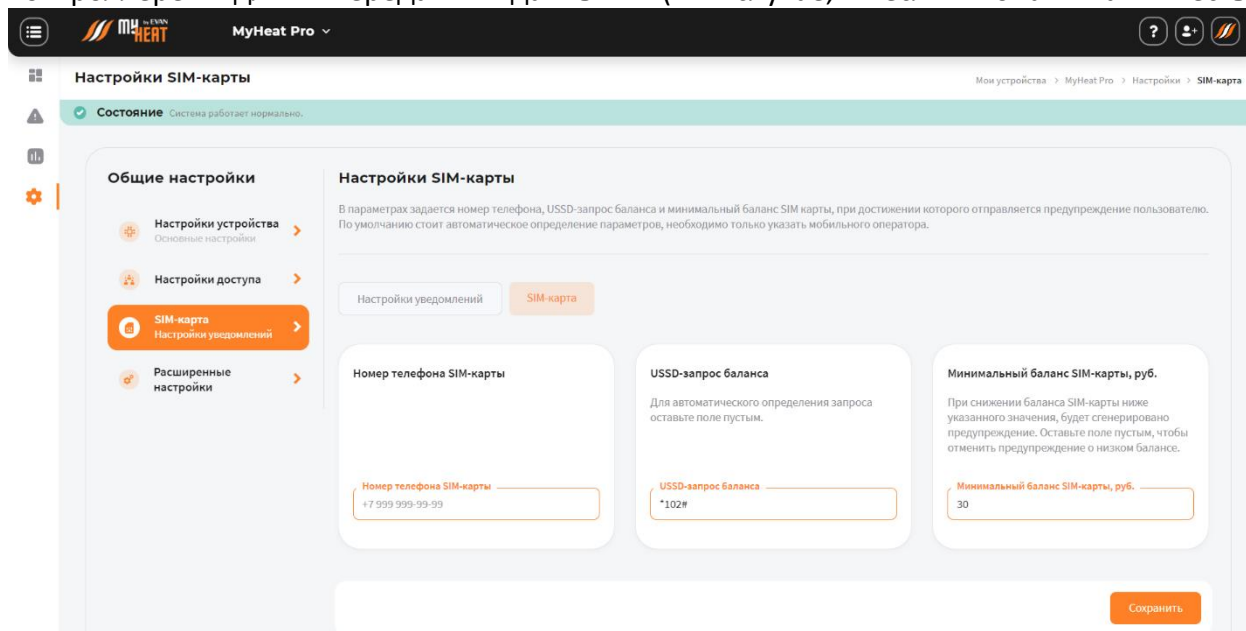 MY HEAT by EVAN
MyHeat Pro
Настройки SIM-карты
Мои устройства > MyHeat Pro > Настройки > SIM-карта
Состояние Система работает нормально.
Общие настройки
Настройки устройства
Основные настройки
Настройки доступа
SIM-карта
Настройки уведомлений
Расширенные
настройки
Настройки SIM-карты
В параметрах задается номер телефона, USSD-запрос баланса и минимальный баланс SIM карты, при достижении которого отправляется предупреждение пользователю.
По умолчанию стоит автоматическое определение параметров, необходимо только указать мобильного оператора.
Настройки уведомлений
SIM-карта
Номер телефона SIM-карты
Номер телефона SIM-карты
+7 999 999-99-99
USSD-запрос баланса
Для автоматического определения запроса
оставьте поле пустым.
USSD-запрос баланса
*102#
Минимальный баланс SIM-карты, руб.
При снижении баланса SIM-карты ниже
указанного значения, будет сгенерировано
предупреждение. Оставьте поле пустым, чтобы
отменить предупреждение о низком балансе.
Минимальный баланс SIM-карты, руб.
30
Сохранить